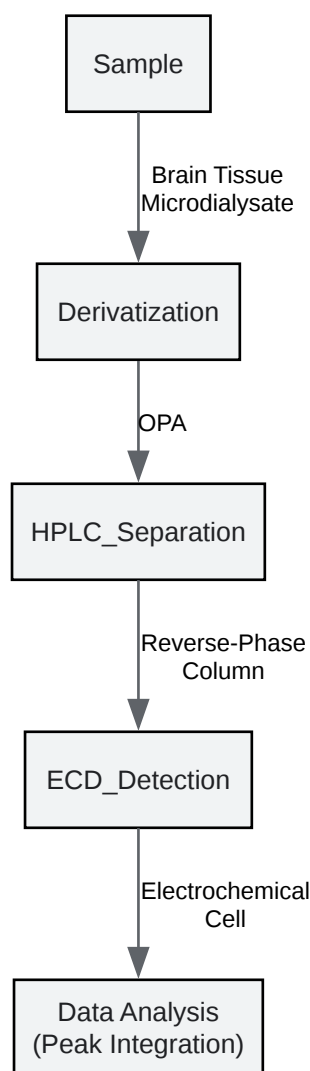 Sample
Brain Tissue
Microdialysate
Derivatization
OPA
HPLC_Separation
Reverse-Phase
Column
ECD_Detection
Electrochemical
Cell
Data Analysis
(Peak Integration)